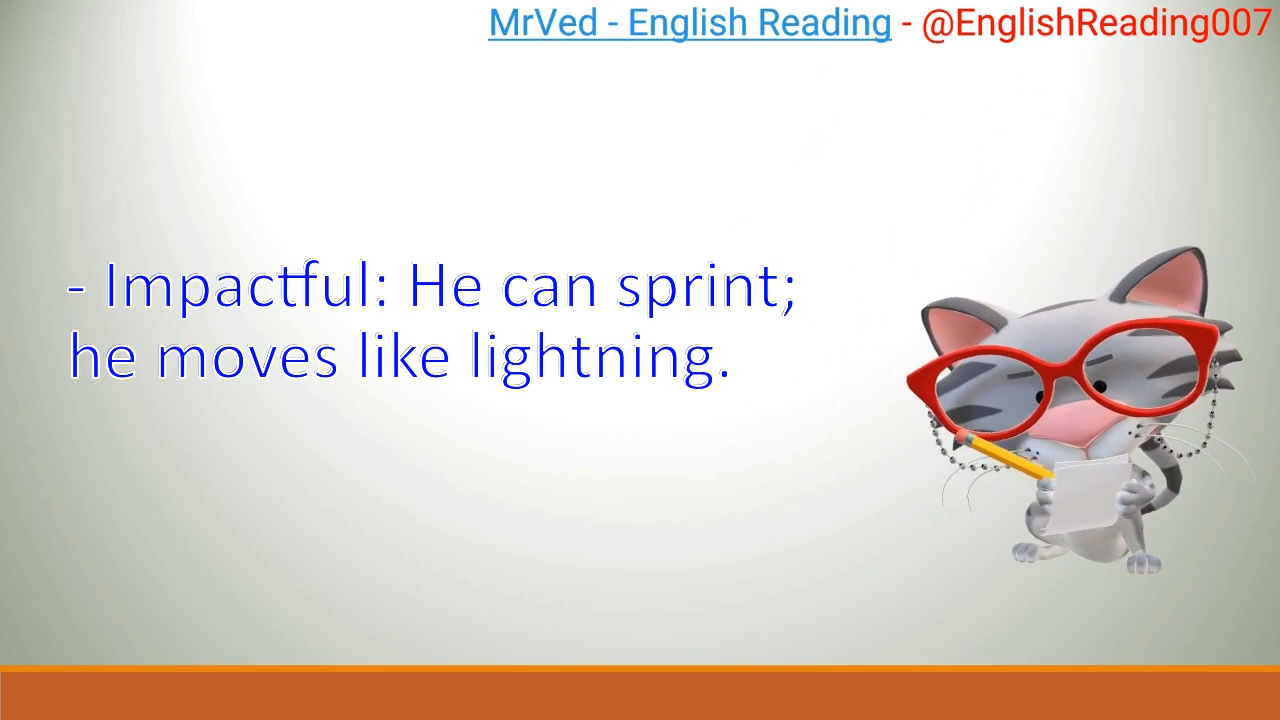 MrVed - English Reading - @EnglishReading007
- Impactful: He can sprint;
he moves like lightning.